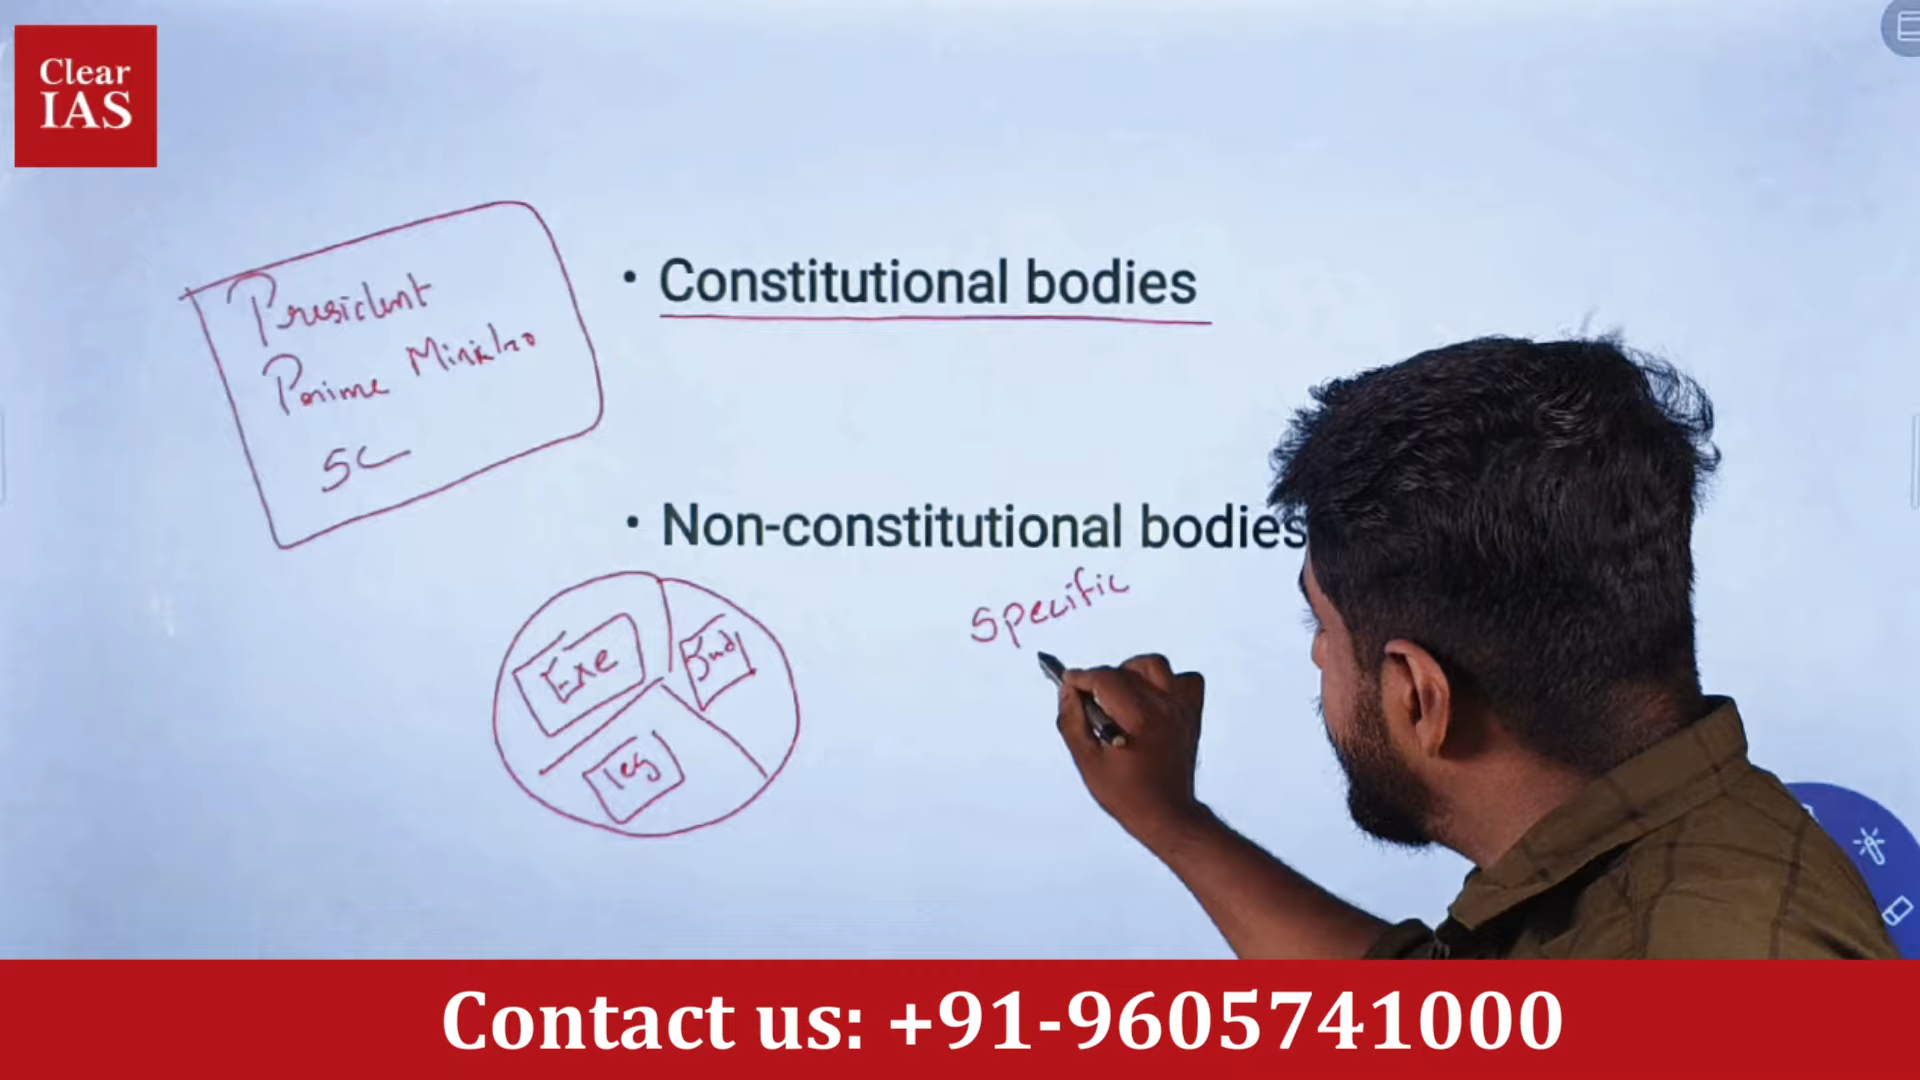 Clear
IAS
President
Prime Minister
SC
• Constitutional bodies
• Non-constitutional bodies
Specific
Exe
Jud
leg
Contact us: +91-9605741000